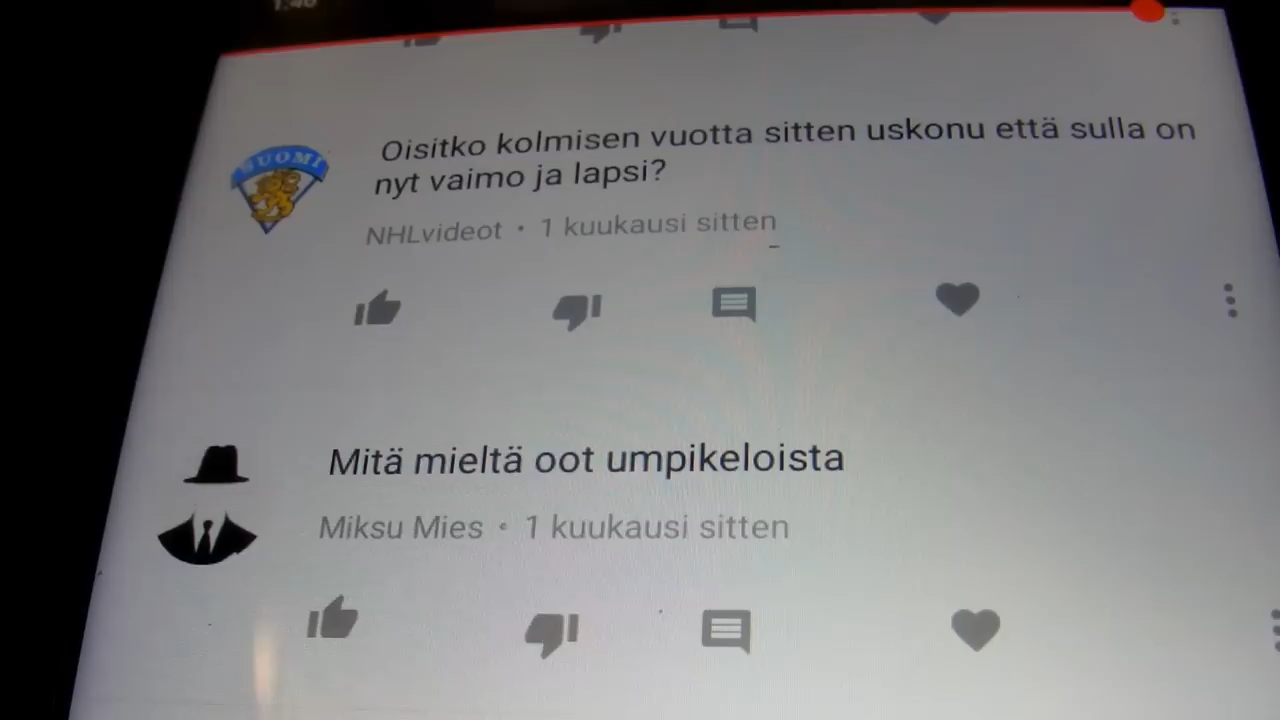 SUOMI
Oisitko kolmisen vuotta sitten uskonu että sulla on
nyt vaimo ja lapsi?
NHLvideot • 1 kuukausi sitten
Mitä mieltä oot umpikeloista
Miksu Mies • 1 kuukausi sitten